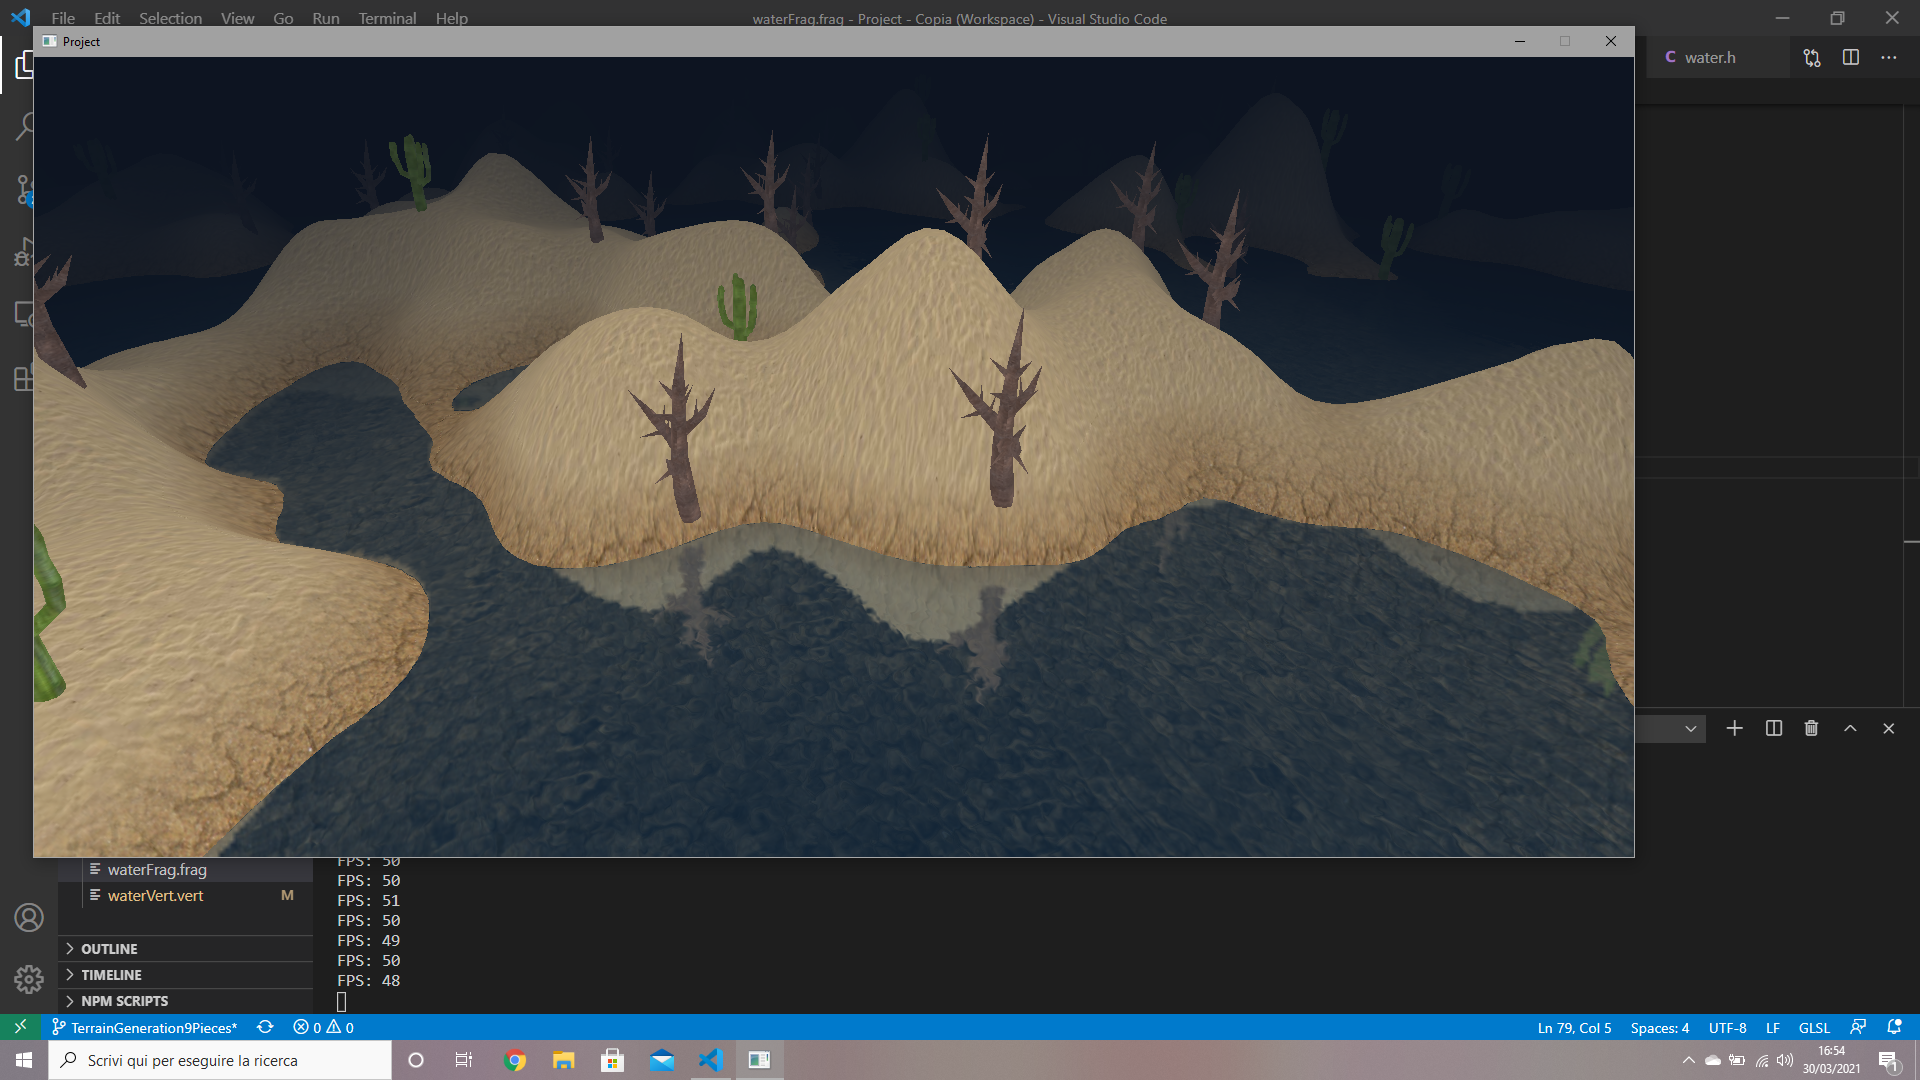 File Edit Selection View Go Run Terminal Help
waterFrag.frag - Project - Copia (Workspace) - Visual Studio Code
Project
C water.h
waterFrag.frag
waterVert.vert M
OUTLINE
TIMELINE
NPM SCRIPTS
FPS: 50
FPS: 50
FPS: 51
FPS: 50
FPS: 49
FPS: 50
FPS: 48
TerrainGeneration9Pieces* 0 0
Ln 79, Col 5 Spaces: 4 UTF-8 LF GLSL
Scrivi qui per eseguire la ricerca
16:54
30/03/2021
1